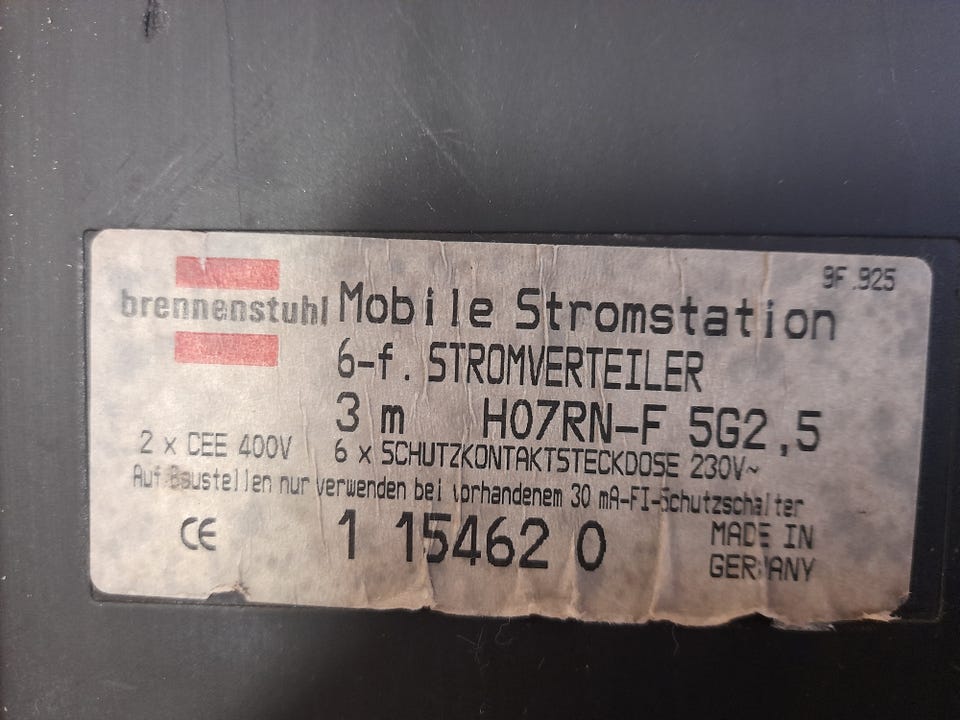 9F.925
brennenstuhl
Mobile Stromstation
6-f. STROMVERTEILER
3 m H07RN-F 5G2,5
2 x CEE 400V 6 x SCHUTZKONTAKTSTECKDOSE 230V~
Auf Baustellen nur verwenden bei vorhandenem 30 mA-FI-Schutzschalter
CE 1 15462 0 MADE IN
GERMANY